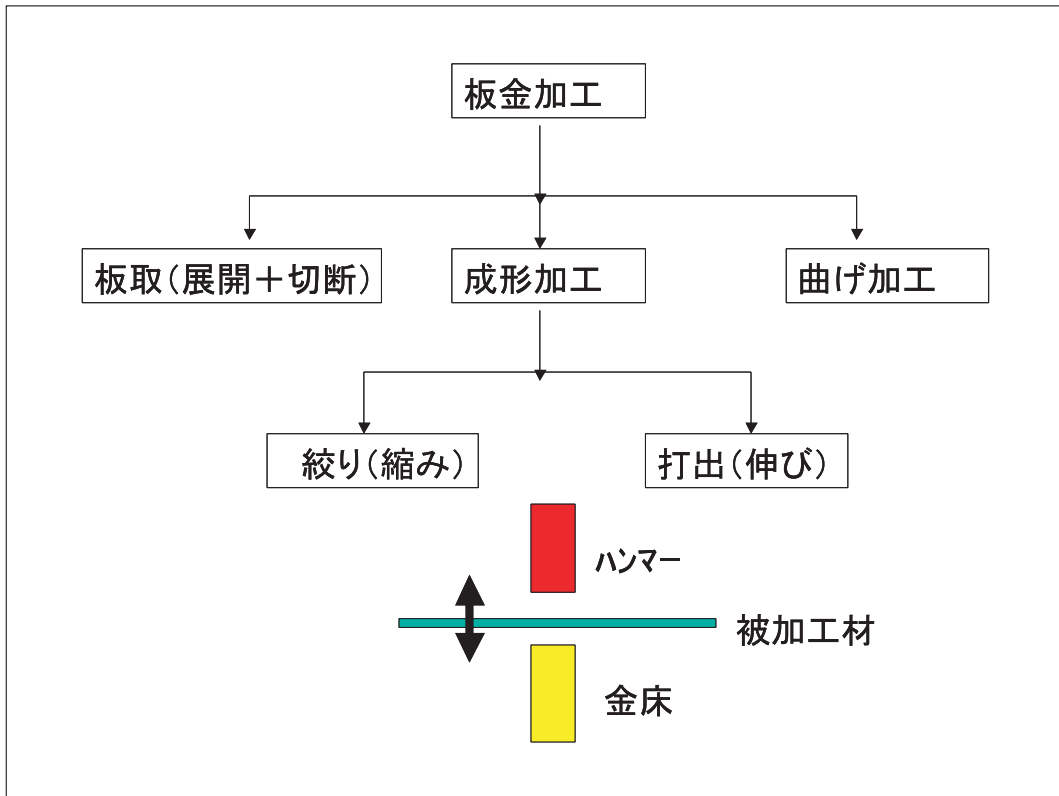 板金加工
板取(展開＋切断)
成形加工
曲げ加工
絞り(縮み)
打出(伸び)
ハンマー
被加工材
金床